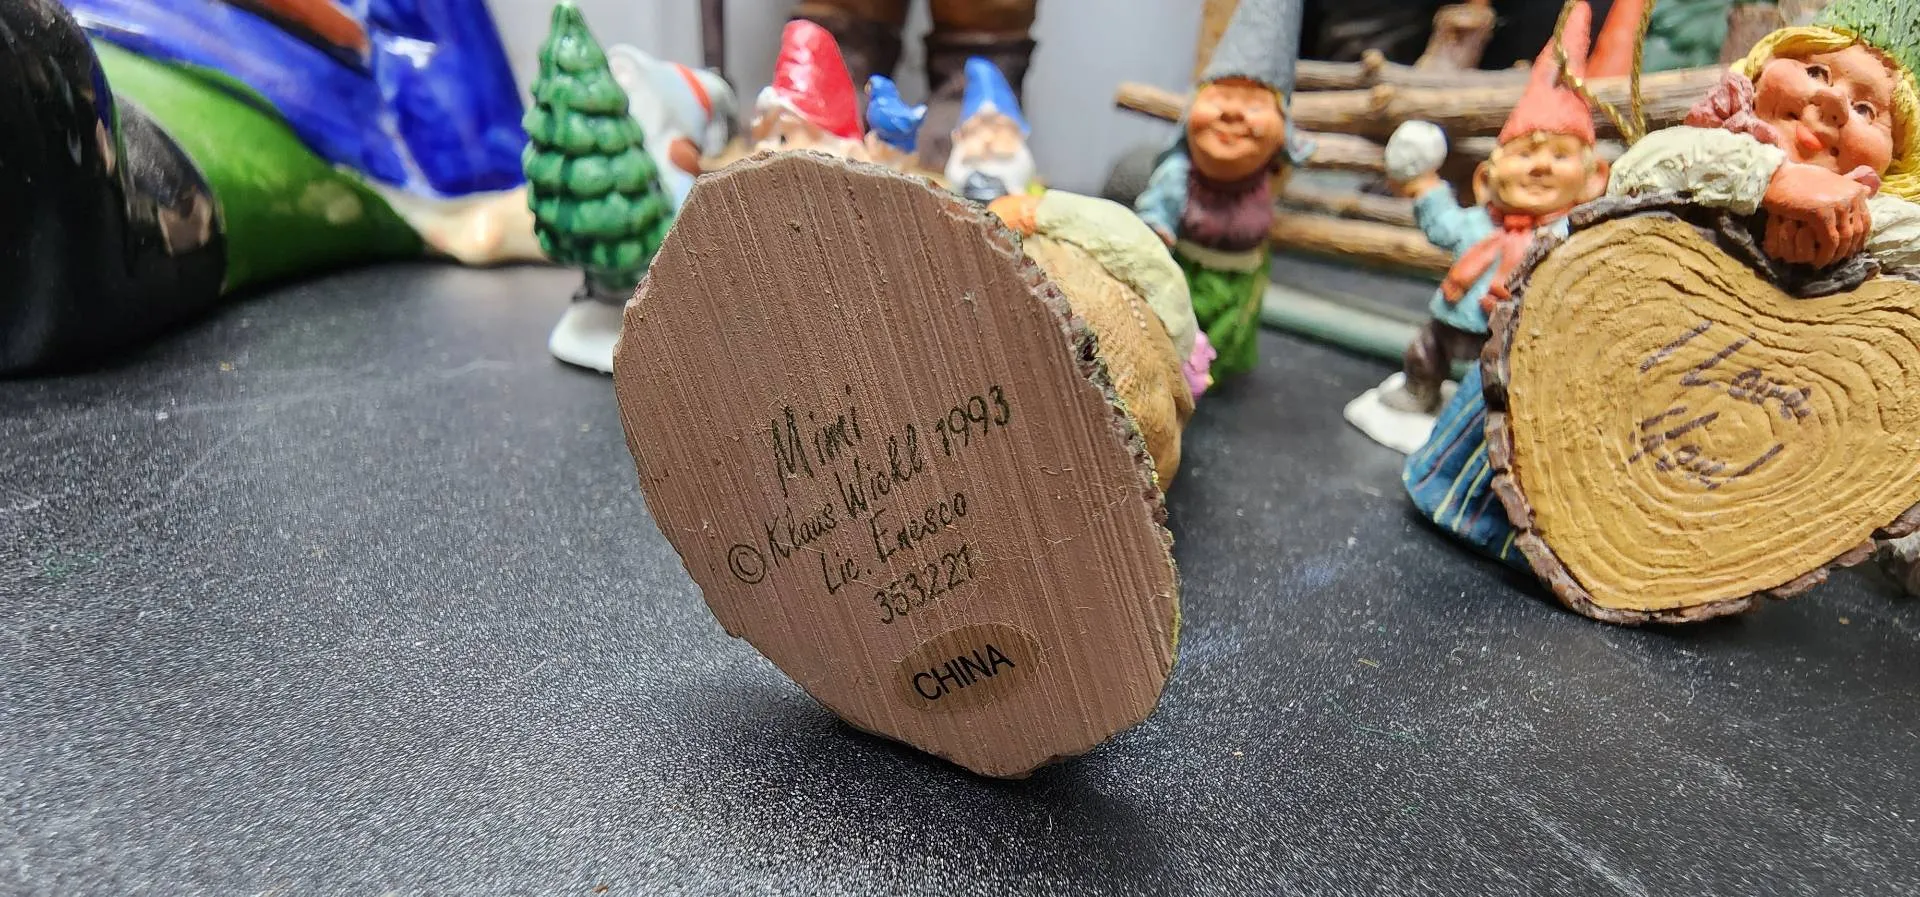 Mimi
© Klaus Wickl 1993
Lic. Enesco
353221
CHINA
I Love
You!